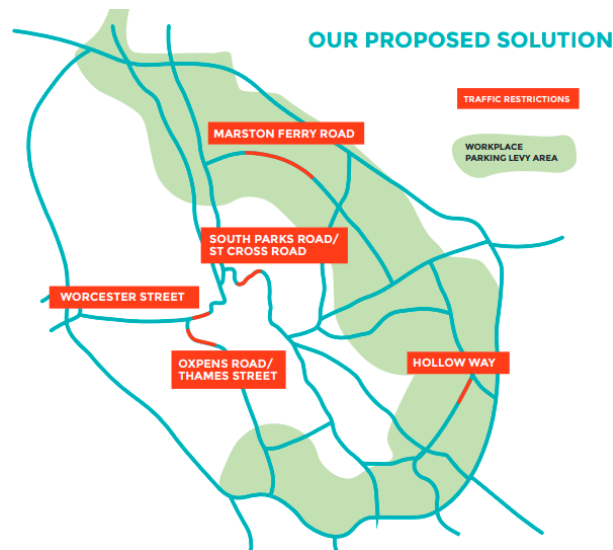 OUR PROPOSED SOLUTION
TRAFFIC RESTRICTIONS
MARSTON FERRY ROAD
WORKPLACE
PARKING LEVY AREA
SOUTH PARKS ROAD/
ST CROSS ROAD
WORCESTER STREET
OXPENS ROAD/
THAMES STREET
HOLLOW WAY